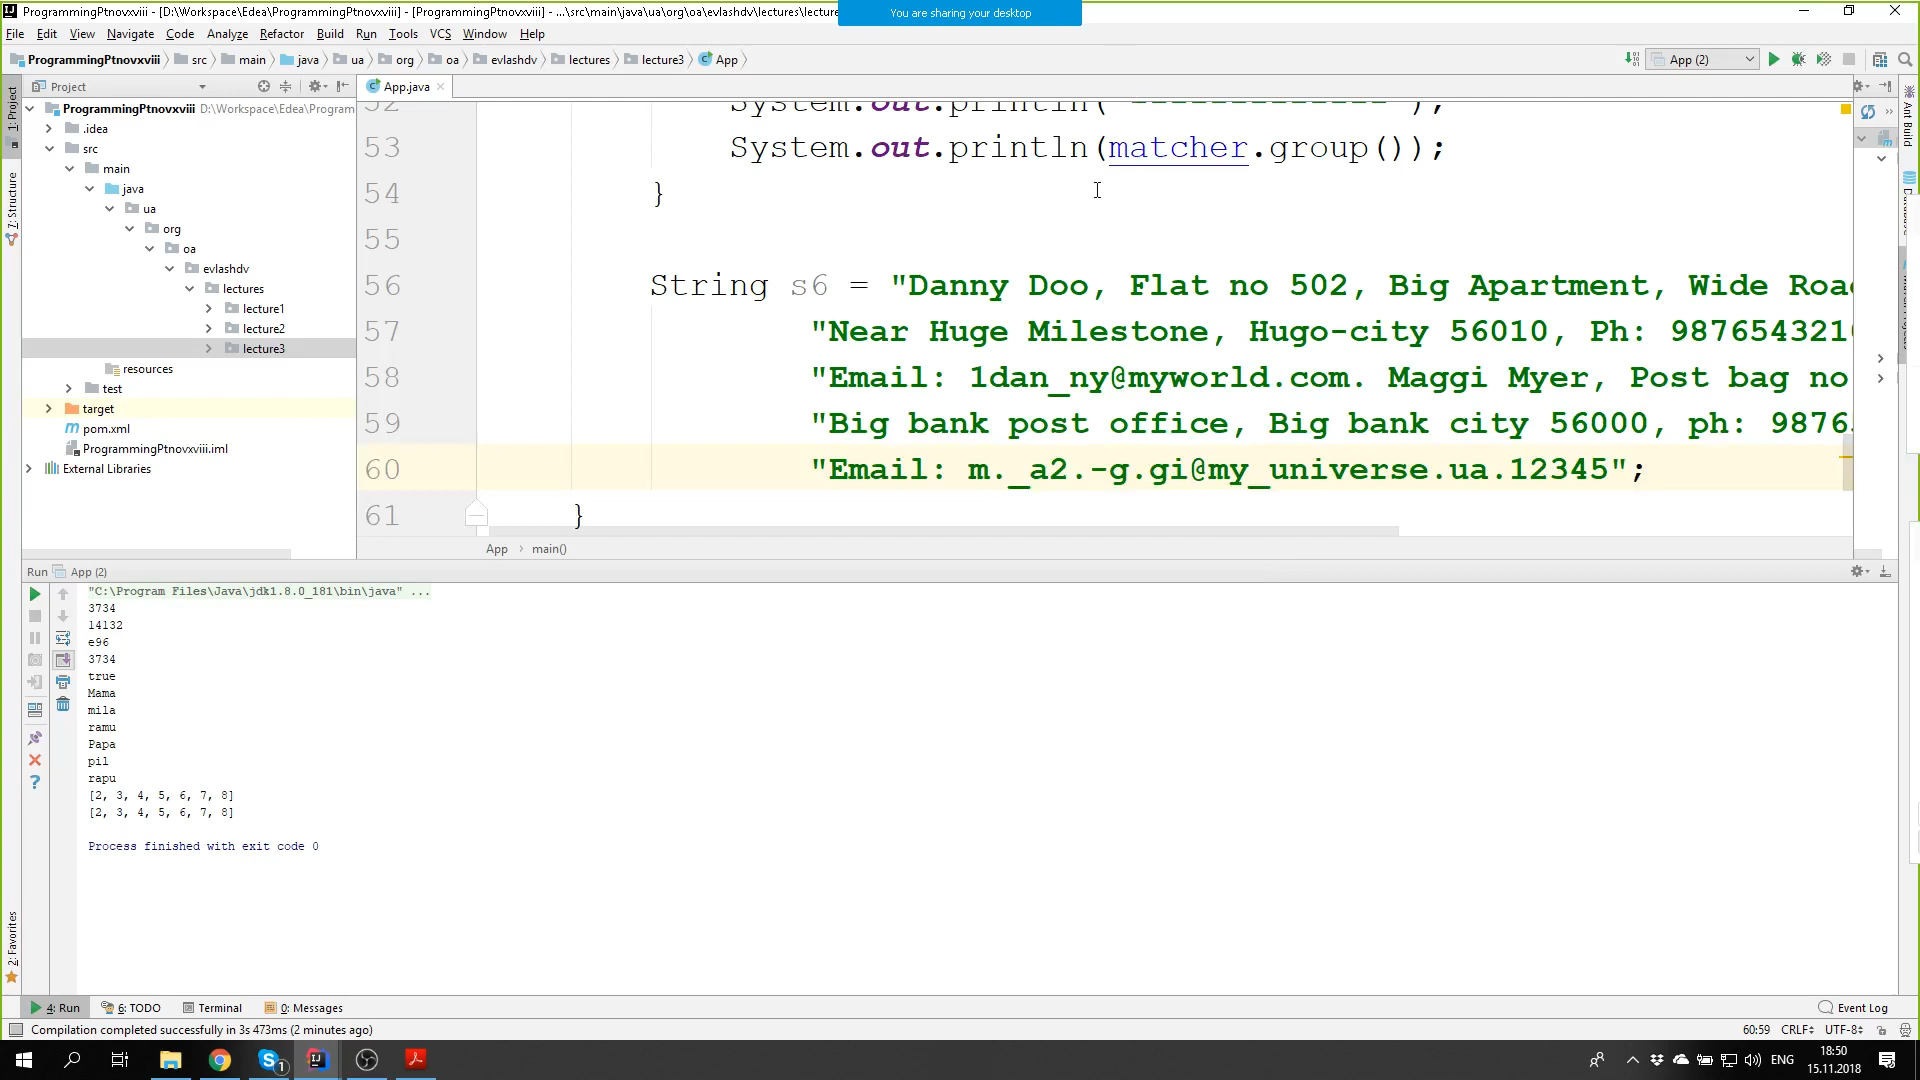 ProgrammingPtnovxviii - [D:\Workspace\Edea\ProgrammingPtnovxviii] - [ProgrammingPtnovxviii] - ...\src\main\java\ua\org\oa\evlashdv\lectures\lecture
You are sharing your desktop
File Edit View Navigate Code Analyze Refactor Build Run Tools VCS Window Help
ProgrammingPtnovxviii src main java ua org oa evlashdv lectures lecture3 App
App (2)
Project
App.java
1: Project
7: Structure
2: Favorites
Ant Build
ProgrammingPtnovxviii D:\Workspace\Edea\Program
.idea
src
main
java
ua
org
oa
evlashdv
lectures
lecture1
lecture2
lecture3
resources
test
target
pom.xml
ProgrammingPtnovxviii.iml
External Libraries
52 System.out.println("-------------");
53 System.out.println(matcher.group());
54 }
55
56 String s6 = "Danny Doo, Flat no 502, Big Apartment, Wide Roa
57 "Near Huge Milestone, Hugo-city 56010, Ph: 987654321
58 "Email: 1dan_ny@myworld.com. Maggi Myer, Post bag no
59 "Big bank post office, Big bank city 56000, ph: 9876
60 "Email: m._a2.-g.gi@my_universe.ua.12345";
61 }
App main()
Run App (2)
"C:\Program Files\Java\jdk1.8.0_181\bin\java" ...
3734
14132
e96
3734
true
Mama
mila
ramu
Papa
pil
rapu
[2, 3, 4, 5, 6, 7, 8]
[2, 3, 4, 5, 6, 7, 8]
Process finished with exit code 0
4: Run 6: TODO Terminal 0: Messages Event Log
Compilation completed successfully in 3s 473ms (2 minutes ago) 60:59 CRLF UTF-8
ENG 18:50
15.11.2018